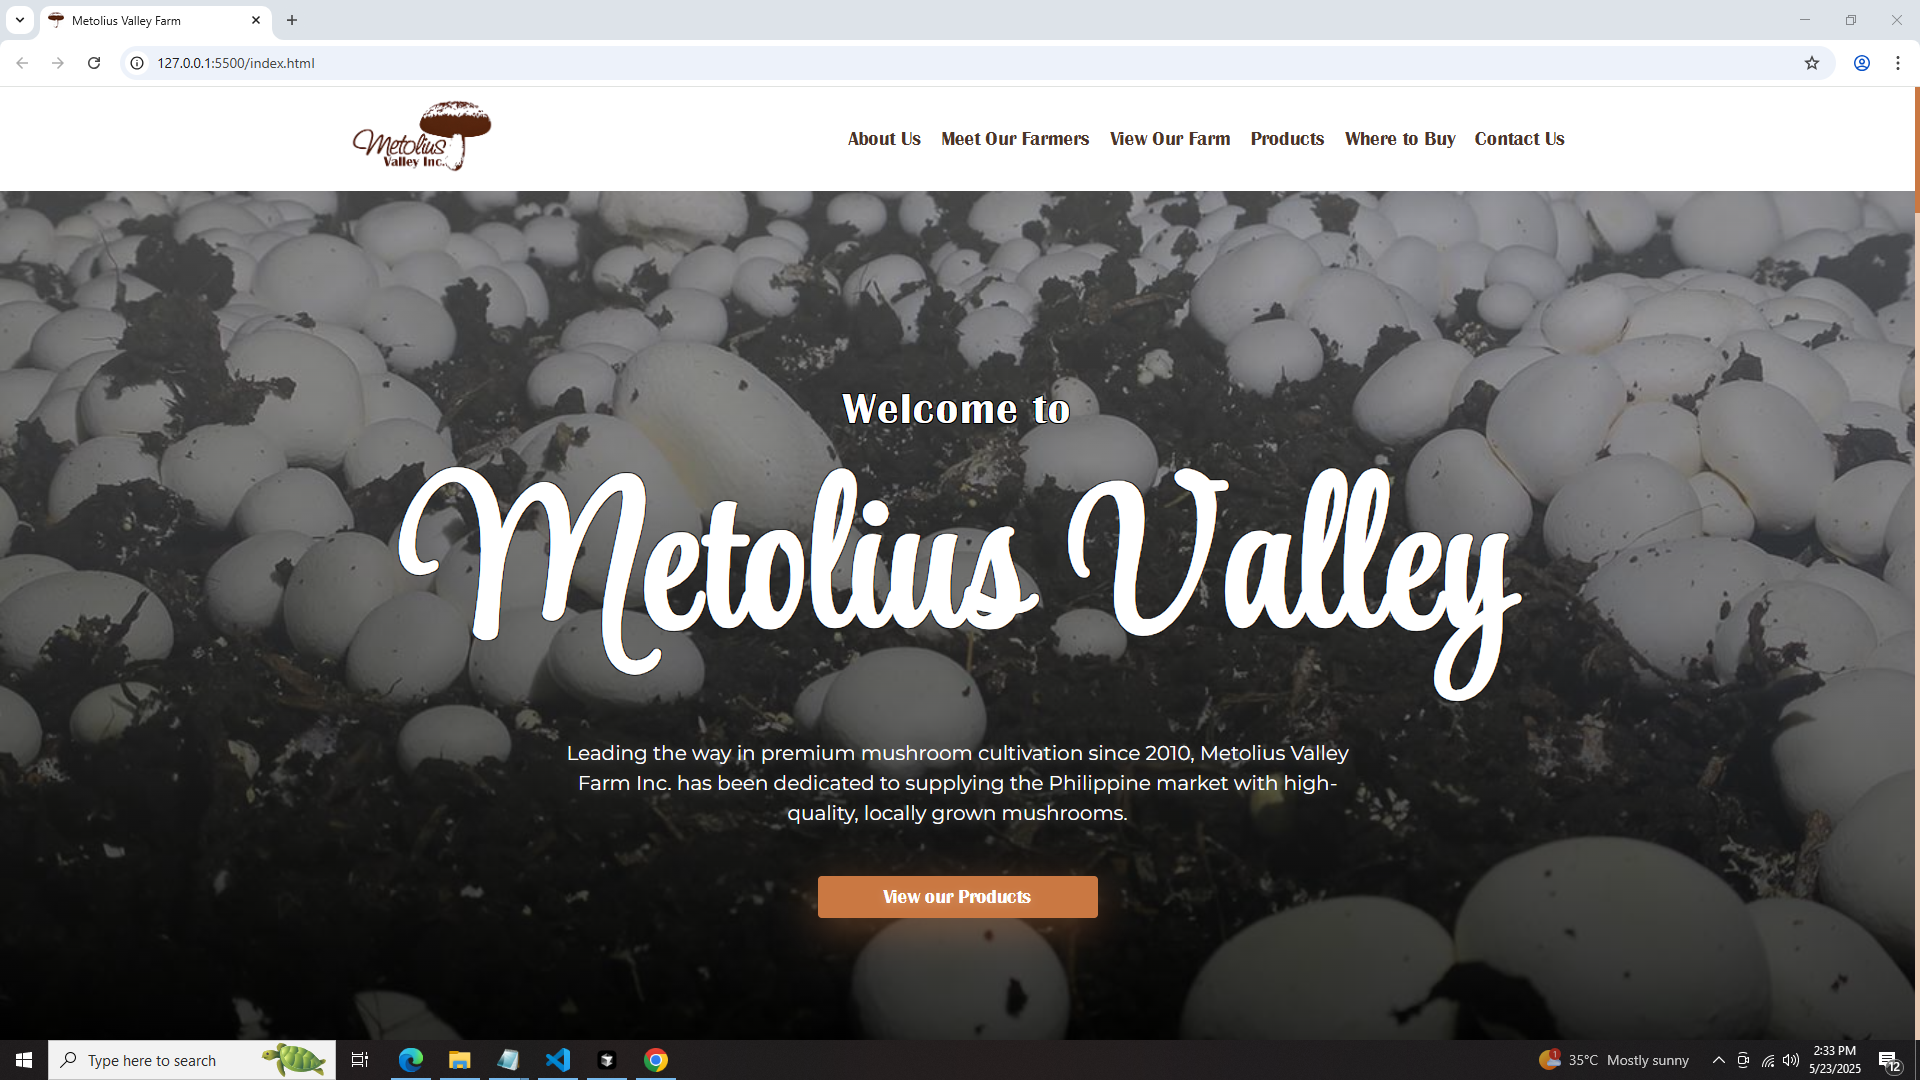 Metolius Valley Farm
127.0.0.1:5500/index.html
Metolius
Valley Inc.
About Us Meet Our Farmers View Our Farm Products Where to Buy Contact Us
Welcome to
Metolius Valley
Leading the way in premium mushroom cultivation since 2010, Metolius Valley
Farm Inc. has been dedicated to supplying the Philippine market with high-
quality, locally grown mushrooms.
View our Products
Type here to search
1
35°C Mostly sunny
2:33 PM
5/23/2025
12